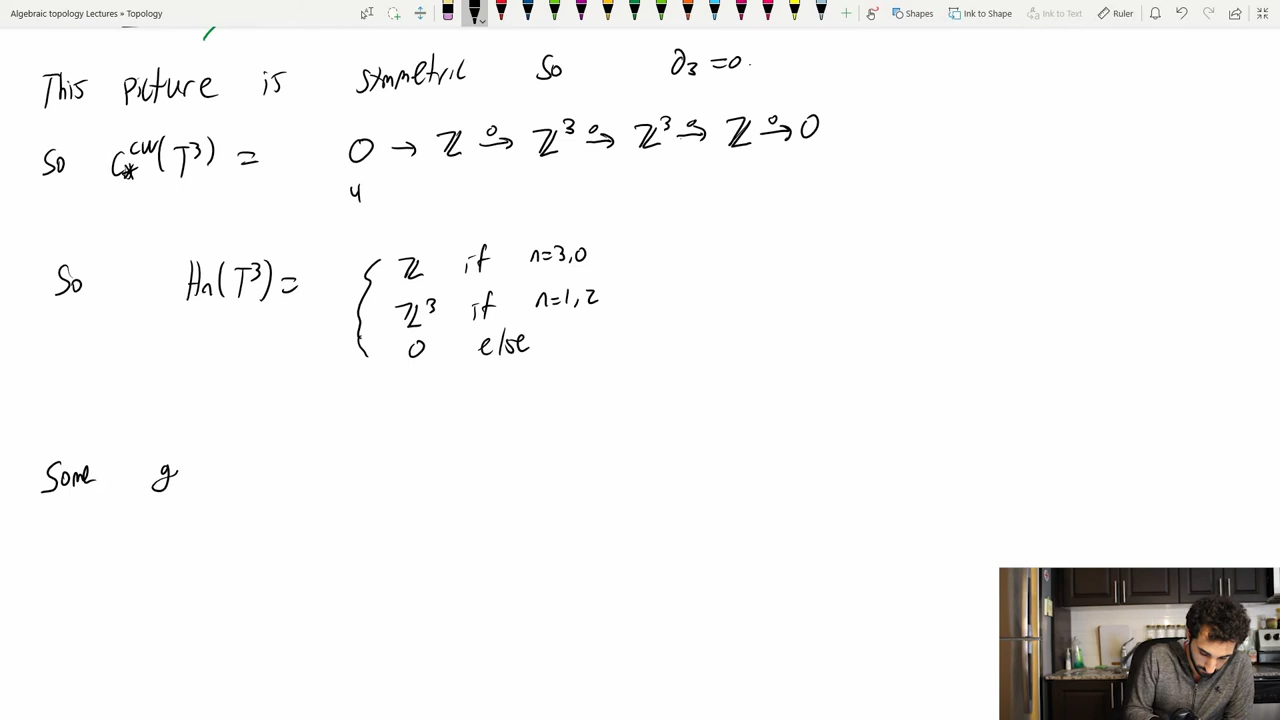 Algebraic topology Lectures » Topology
Shapes
Ink to Shape
Ink to Text
Ruler
This picture is symmetric So ∂₃ =0.
So C_*^{CW}(T³) = 0 → ℤ →^0 ℤ³ →^0 ℤ³ →^0 ℤ →^0 0
4
So Hₙ(T³) = { ℤ if n=3,0
ℤ³ if n=1,2
0 else
Some g